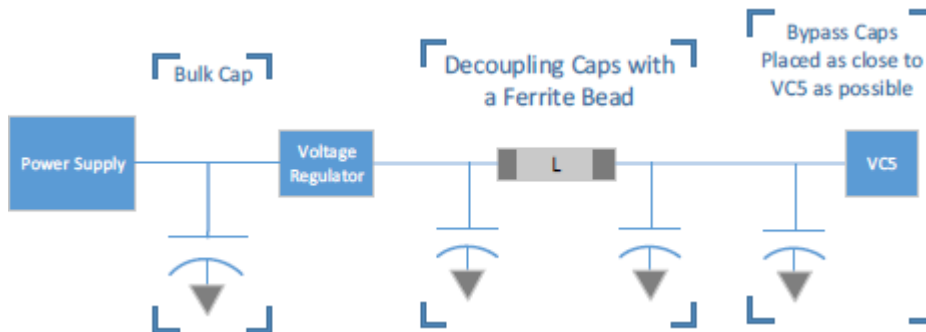 Bulk Cap
Decoupling Caps with
a Ferrite Bead
Bypass Caps
Placed as close to
VC5 as possible
Power Supply
Voltage
Regulator
L
VC5